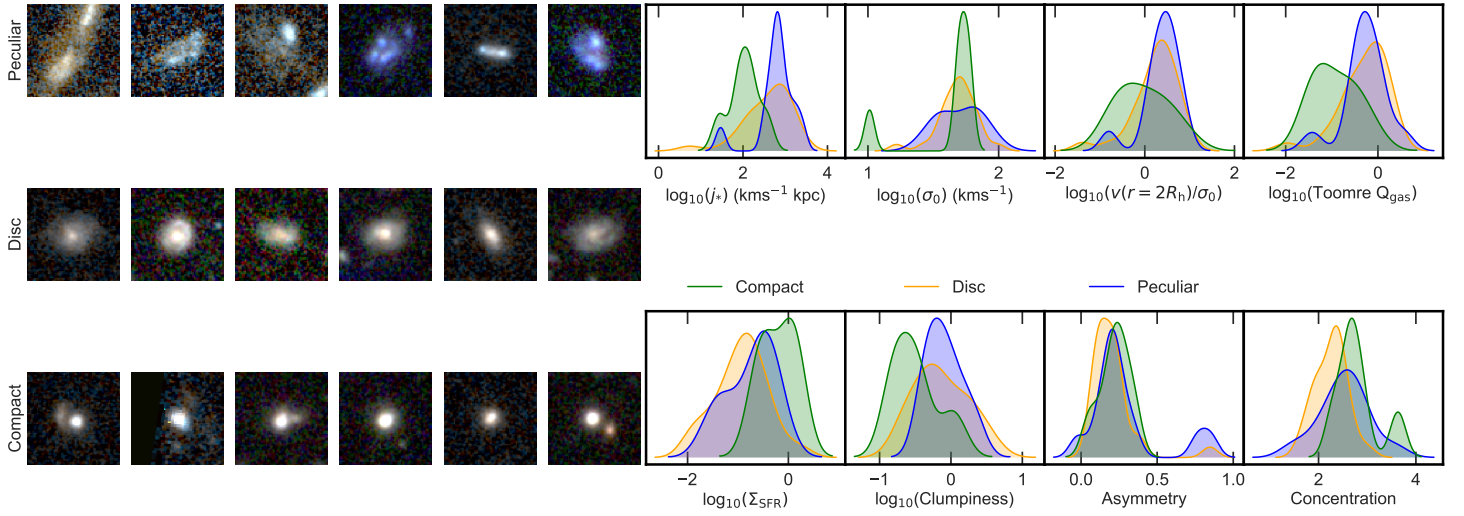 Peculiar
Disc
Compact
0 2 4
log₁₀(j*) (kms⁻¹ kpc)
1 2
log₁₀(σ₀) (kms⁻¹)
−2 0 2
log₁₀(v(r = 2Rₕ)/σ₀)
−2 0
log₁₀(Toomre Q_gas)
Compact Disc Peculiar
−2 0
log₁₀(Σ_SFR)
−1 0 1
log₁₀(Clumpiness)
0.0 0.5 1.0
Asymmetry
2 4
Concentration